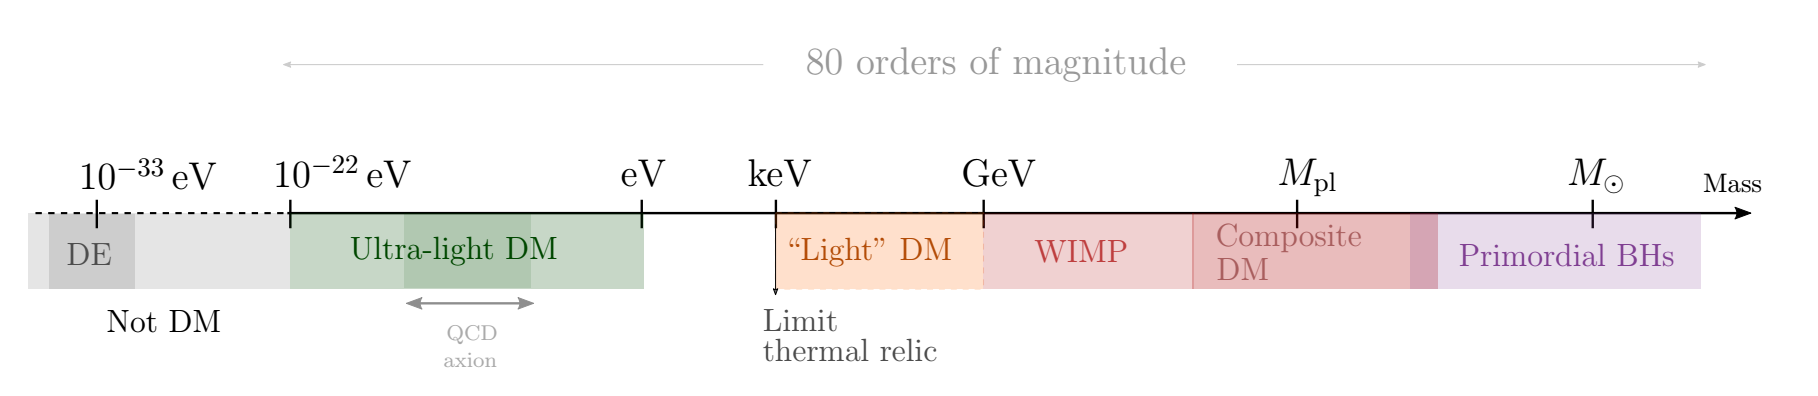 80 orders of magnitude
10⁻³³ eV
10⁻²² eV
eV
keV
GeV
M_pl
M_☉
Mass
DE
Ultra-light DM
“Light” DM
WIMP
Composite
DM
Primordial BHs
Not DM
QCD
axion
Limit
thermal relic